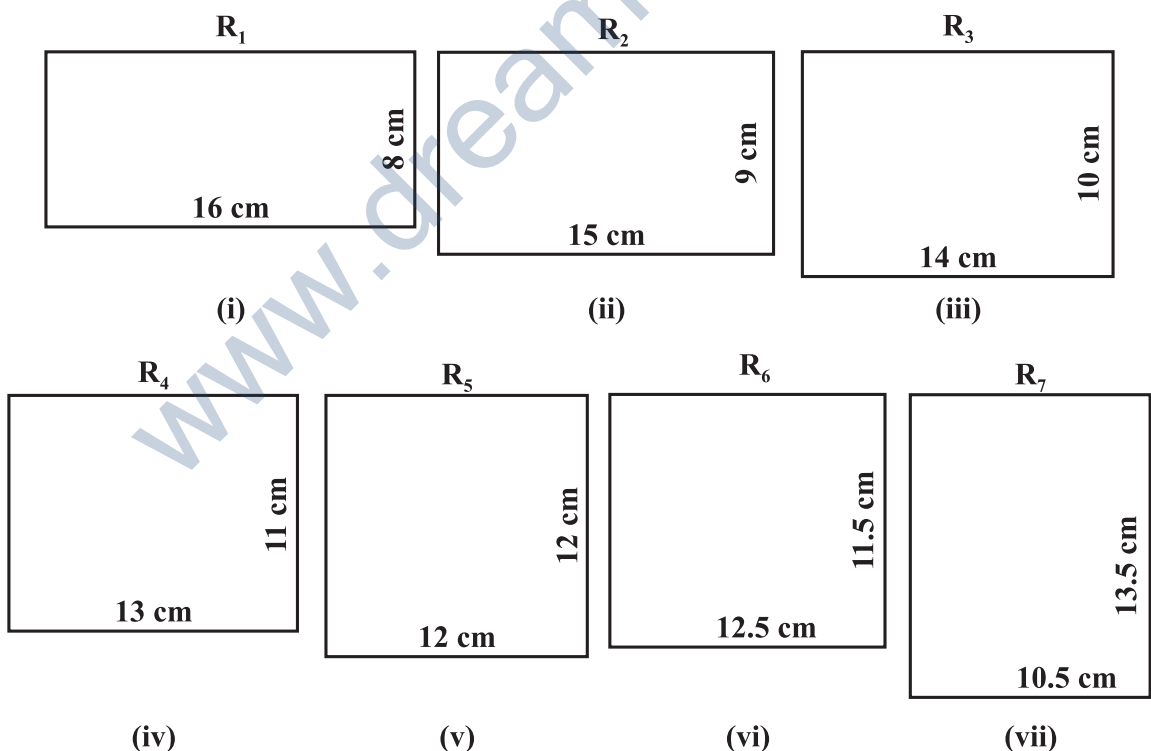 R₁ R₂ R₃
8 cm 9 cm 10 cm
16 cm 15 cm 14 cm
(i) (ii) (iii)
R₄ R₅ R₆ R₇
11 cm 12 cm 11.5 cm 13.5 cm
13 cm 12 cm 12.5 cm 10.5 cm
(iv) (v) (vi) (vii)
www.dream